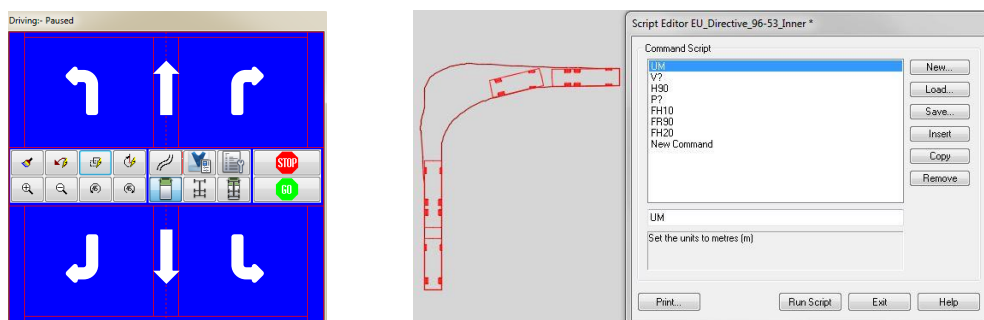 Driving:- Paused
STOP
GO
Script Editor EU_Directive_96-53_Inner *
Command Script
UM
V?
H90
P?
FH10
FR90
FH20
New Command
New...
Load...
Save...
Insert
Copy
Remove
UM
Set the units to metres (m)
Print...
Run Script
Exit
Help